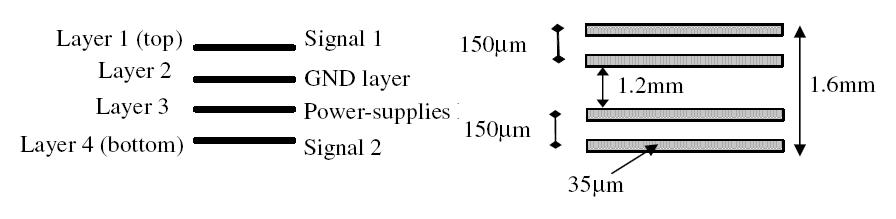 Layer 1 (top)
Signal 1
Layer 2
GND layer
Layer 3
Power-supplies
Layer 4 (bottom)
Signal 2
150μm
1.2mm
1.6mm
150μm
35μm